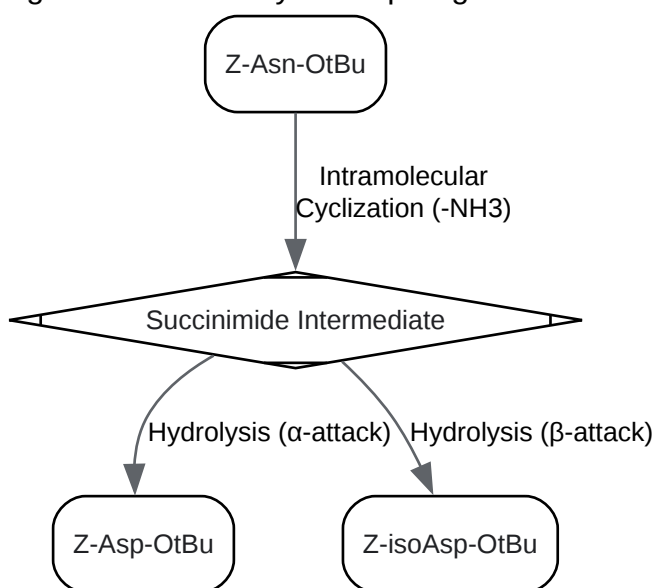 Z-Asn-OtBu
Intramolecular
Cyclization (-NH3)
Succinimide Intermediate
Hydrolysis (α-attack)
Hydrolysis (β-attack)
Z-Asp-OtBu
Z-isoAsp-OtBu